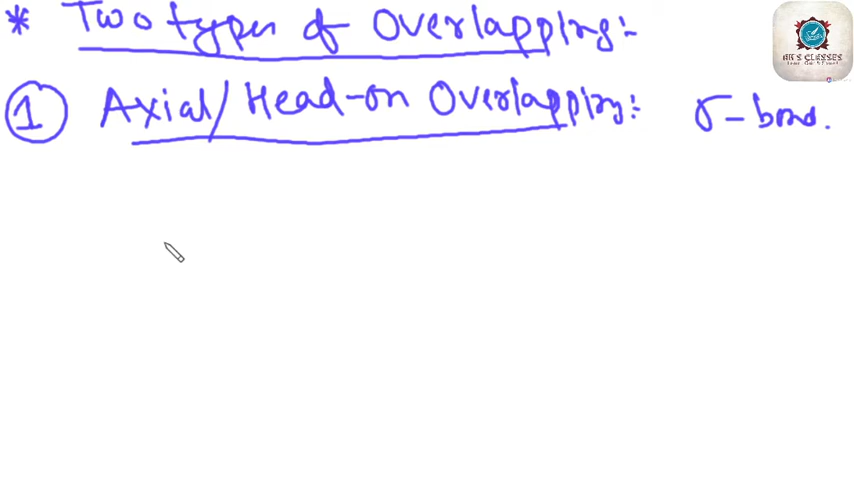 * Two types of Overlapping:-
① Axial/Head-on Overlapping:- σ-bond.